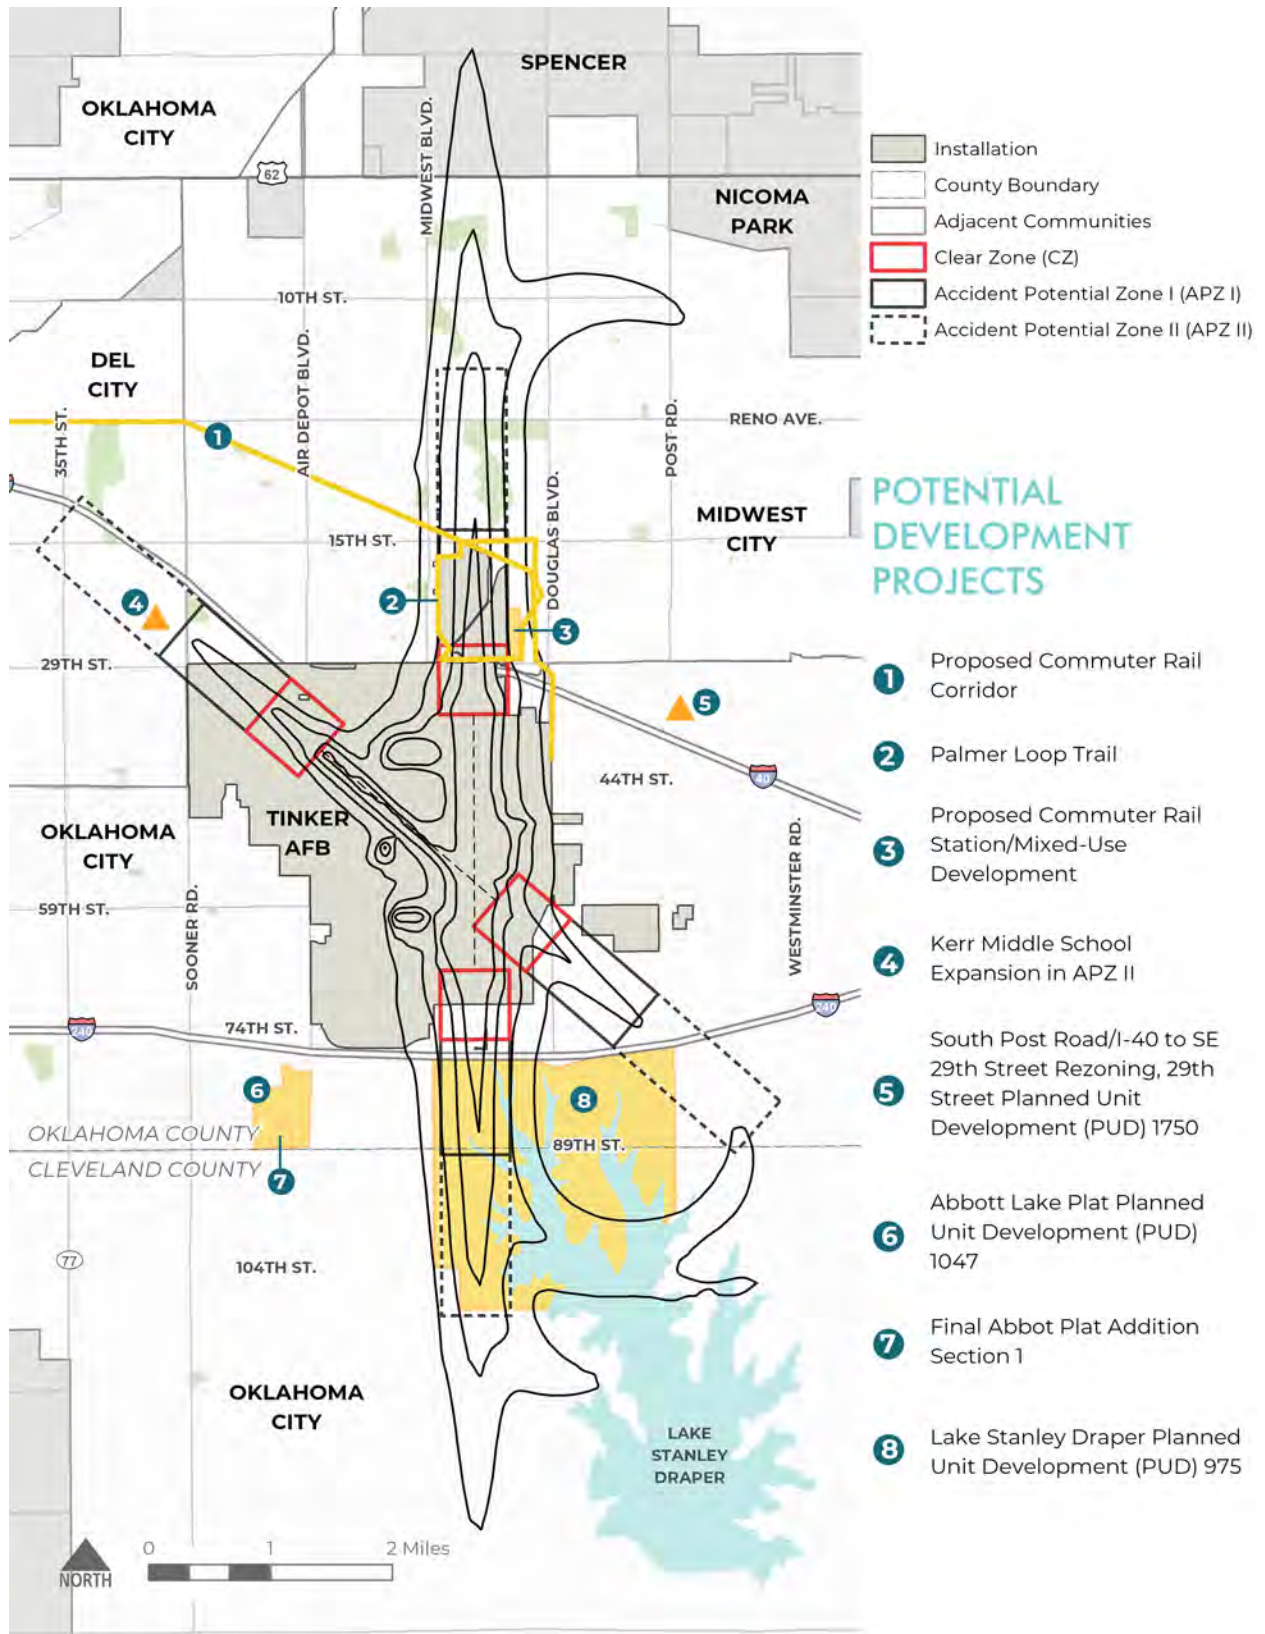 SPENCER
OKLAHOMA
CITY
MIDWEST BLVD.
62
NICOMA
PARK
10TH ST.
DEL
CITY
AIR DEPOT BLVD.
35TH ST.
POST RD.
RENO AVE.
1
DOUGLAS BLVD.
MIDWEST
CITY
15TH ST.
2
3
4
29TH ST.
5
40
44TH ST.
TINKER
AFB
OKLAHOMA
CITY
WESTMINSTER RD.
SOONER RD.
59TH ST.
240
74TH ST.
240
6
8
OKLAHOMA COUNTY
CLEVELAND COUNTY
89TH ST.
7
77
104TH ST.
OKLAHOMA
CITY
LAKE
STANLEY
DRAPER
0 1 2 Miles
NORTH
Installation
County Boundary
Adjacent Communities
Clear Zone (CZ)
Accident Potential Zone I (APZ I)
Accident Potential Zone II (APZ II)
POTENTIAL
DEVELOPMENT
PROJECTS
1 Proposed Commuter Rail
Corridor
2 Palmer Loop Trail
3 Proposed Commuter Rail
Station/Mixed-Use
Development
4 Kerr Middle School
Expansion in APZ II
5 South Post Road/I-40 to SE
29th Street Rezoning, 29th
Street Planned Unit
Development (PUD) 1750
6 Abbott Lake Plat Planned
Unit Development (PUD)
1047
7 Final Abbot Plat Addition
Section 1
8 Lake Stanley Draper Planned
Unit Development (PUD) 975